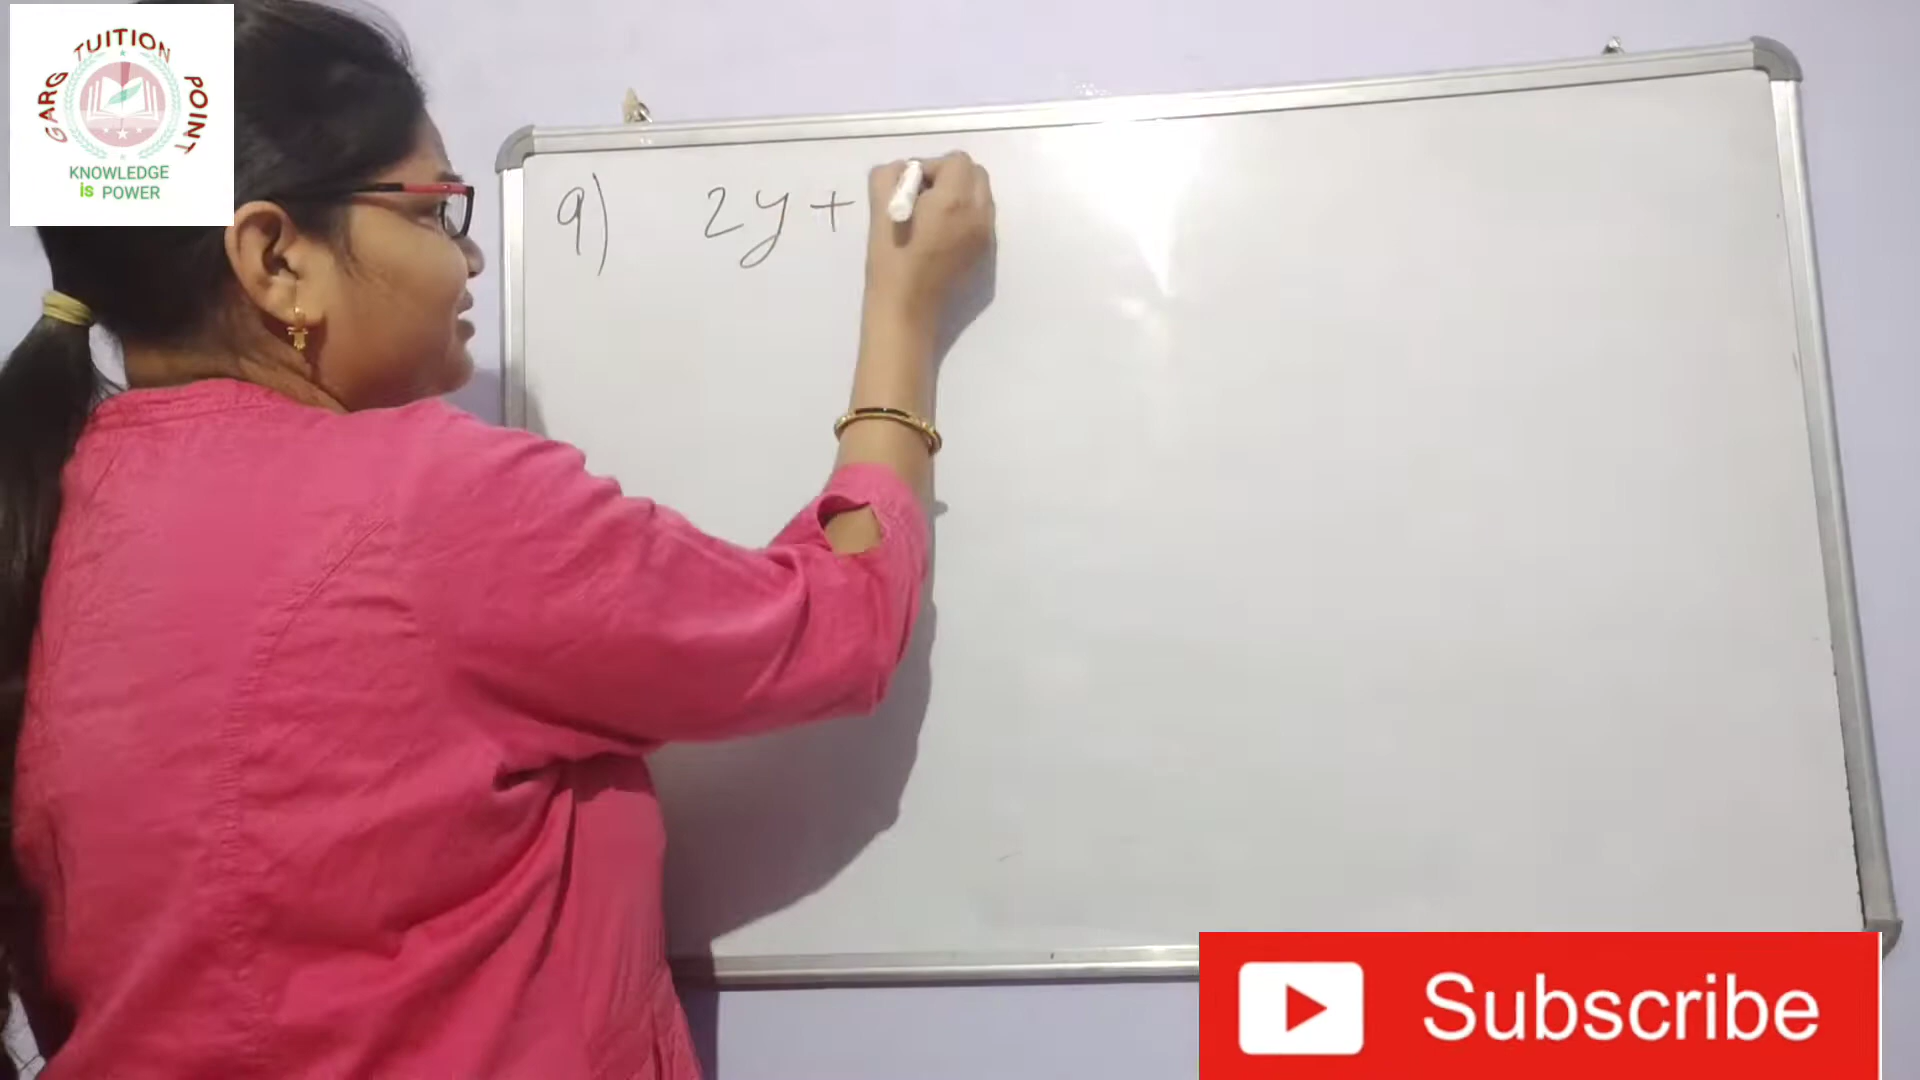 GARG TUITION POINT
KNOWLEDGE
is POWER
9) 2y +
Subscribe